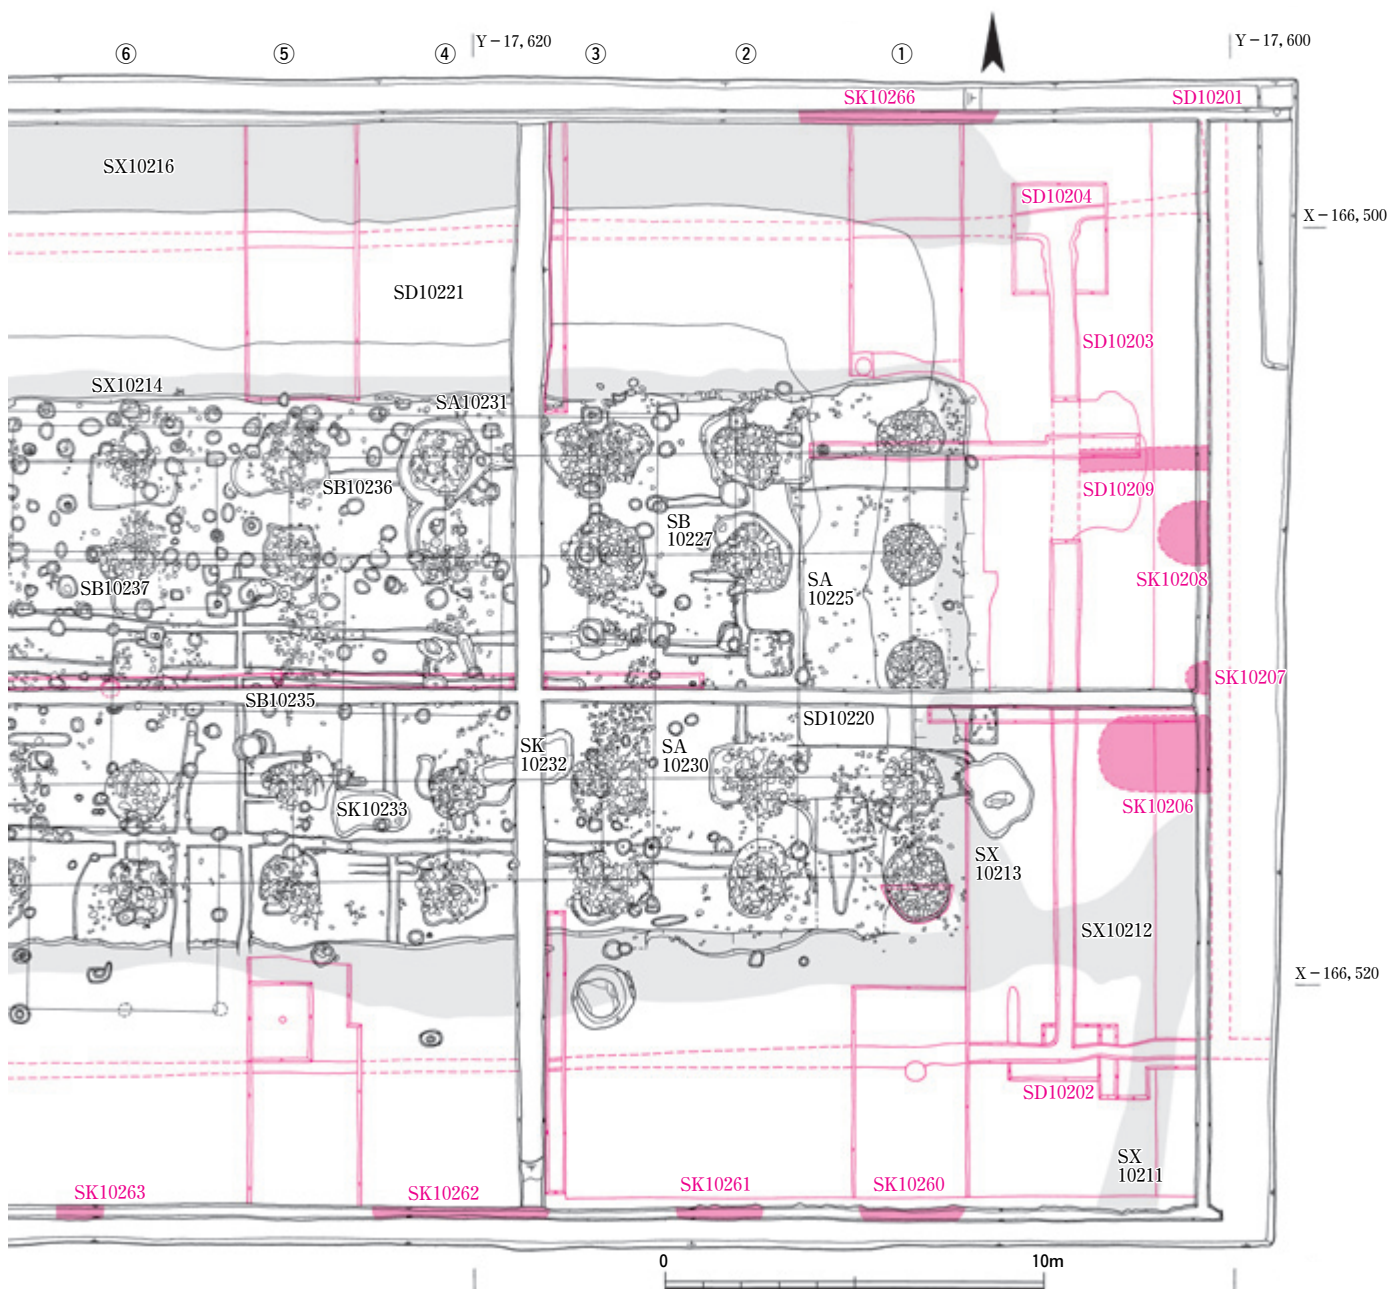 ⑥
⑤
④
Y－17, 620
③
②
①
Y－17, 600
SK10266
SD10201
SX10216
SD10204
X－166, 500
SD10221
SD10203
SX10214
SA10231
SB10236
SD10209
SB
10227
SB10237
SA
10225
SK10208
SK10207
SB10235
SD10220
SK
10232
SA
10230
SK10233
SK10206
SX
10213
SX10212
X－166, 520
SD10202
SX
10211
SK10263
SK10262
SK10261
SK10260
0
10m